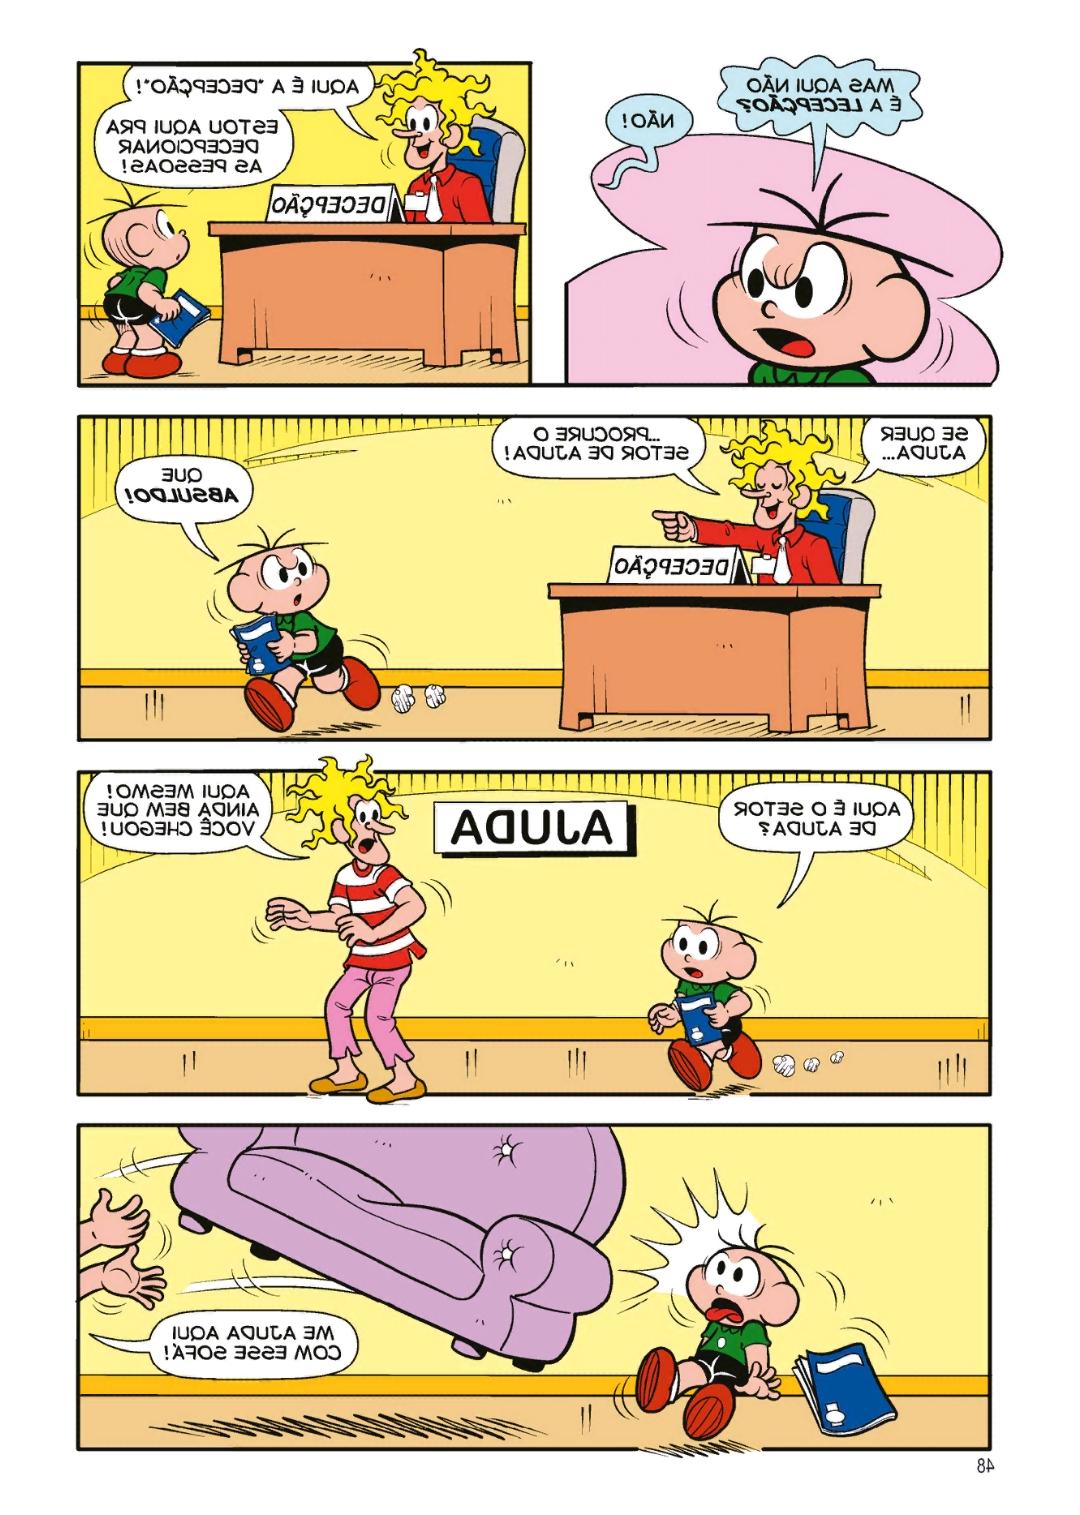 MAS AQUI NÃO
É A LECEPÇÃO?
NÃO!
AQUI É A "DECEPÇÃO"!
ESTOU AQUI PRA
DECEPCIONAR
AS PESSOAS!
DECEPÇÃO
SE QUER
AJUDA...
...PROCURE O
SETOR DE AJUDA!
DECEPÇÃO
QUE
ABSULDO!
AQUI É O SETOR
DE AJUDA?
AJUDA
AQUI MESMO!
AINDA BEM QUE
VOCÊ CHEGOU!
ME AJUDA AQUI
COM ESSE SOFÁ!
48